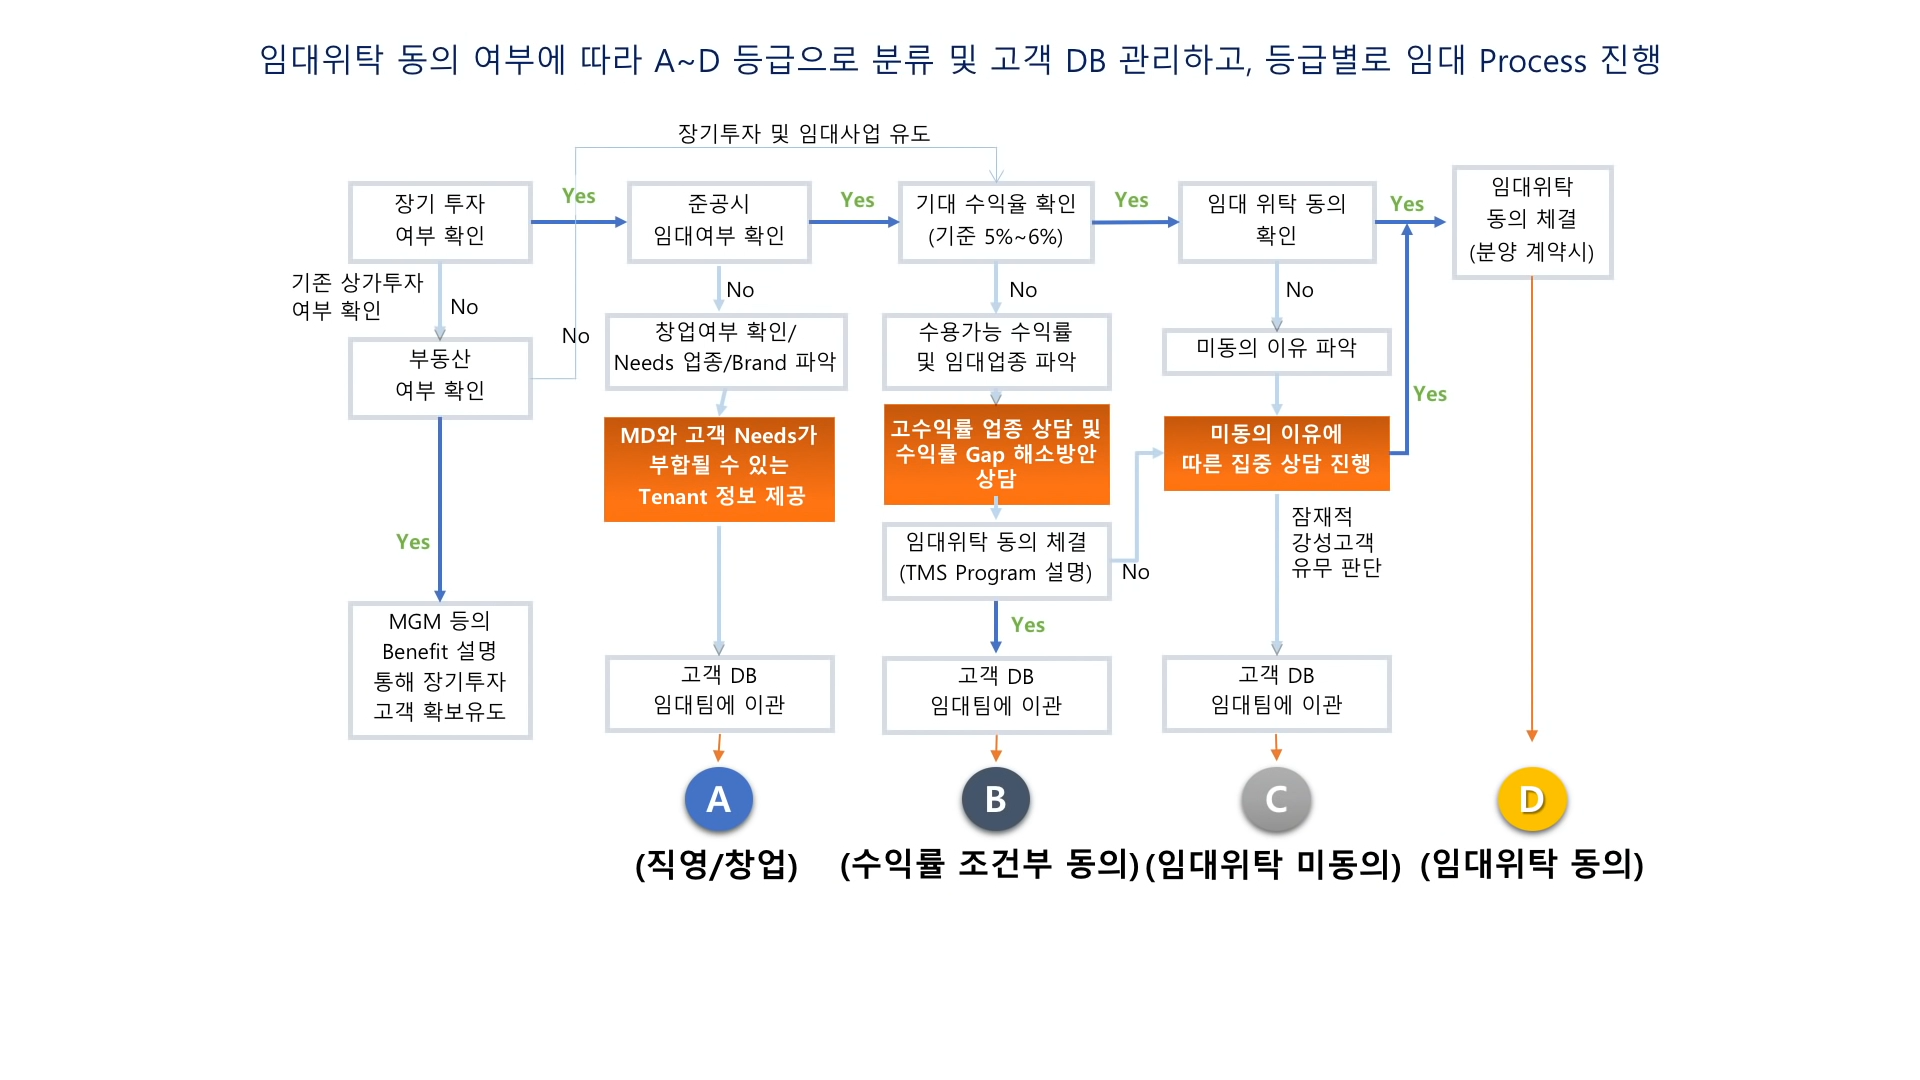 임대위탁 동의 여부에 따라 A~D 등급으로 분류 및 고객 DB 관리하고, 등급별로 임대 Process 진행
장기투자 및 임대사업 유도
장기 투자
여부 확인
Yes
준공시
임대여부 확인
Yes
기대 수익율 확인
(기준 5%~6%)
Yes
임대 위탁 동의
확인
Yes
임대위탁
동의 체결
(분양 계약시)
기존 상가투자
여부 확인
No
No
No
No
No
부동산
여부 확인
창업여부 확인/
Needs 업종/Brand 파악
수용가능 수익률
및 임대업종 파악
미동의 이유 파악
Yes
MD와 고객 Needs가
부합될 수 있는
Tenant 정보 제공
고수익률 업종 상담 및
수익률 Gap 해소방안
상담
미동의 이유에
따른 집중 상담 진행
Yes
임대위탁 동의 체결
(TMS Program 설명)
No
잠재적
강성고객
유무 판단
Yes
MGM 등의
Benefit 설명
통해 장기투자
고객 확보유도
고객 DB
임대팀에 이관
고객 DB
임대팀에 이관
고객 DB
임대팀에 이관
A
B
C
D
(직영/창업)
(수익률 조건부 동의)
(임대위탁 미동의)
(임대위탁 동의)